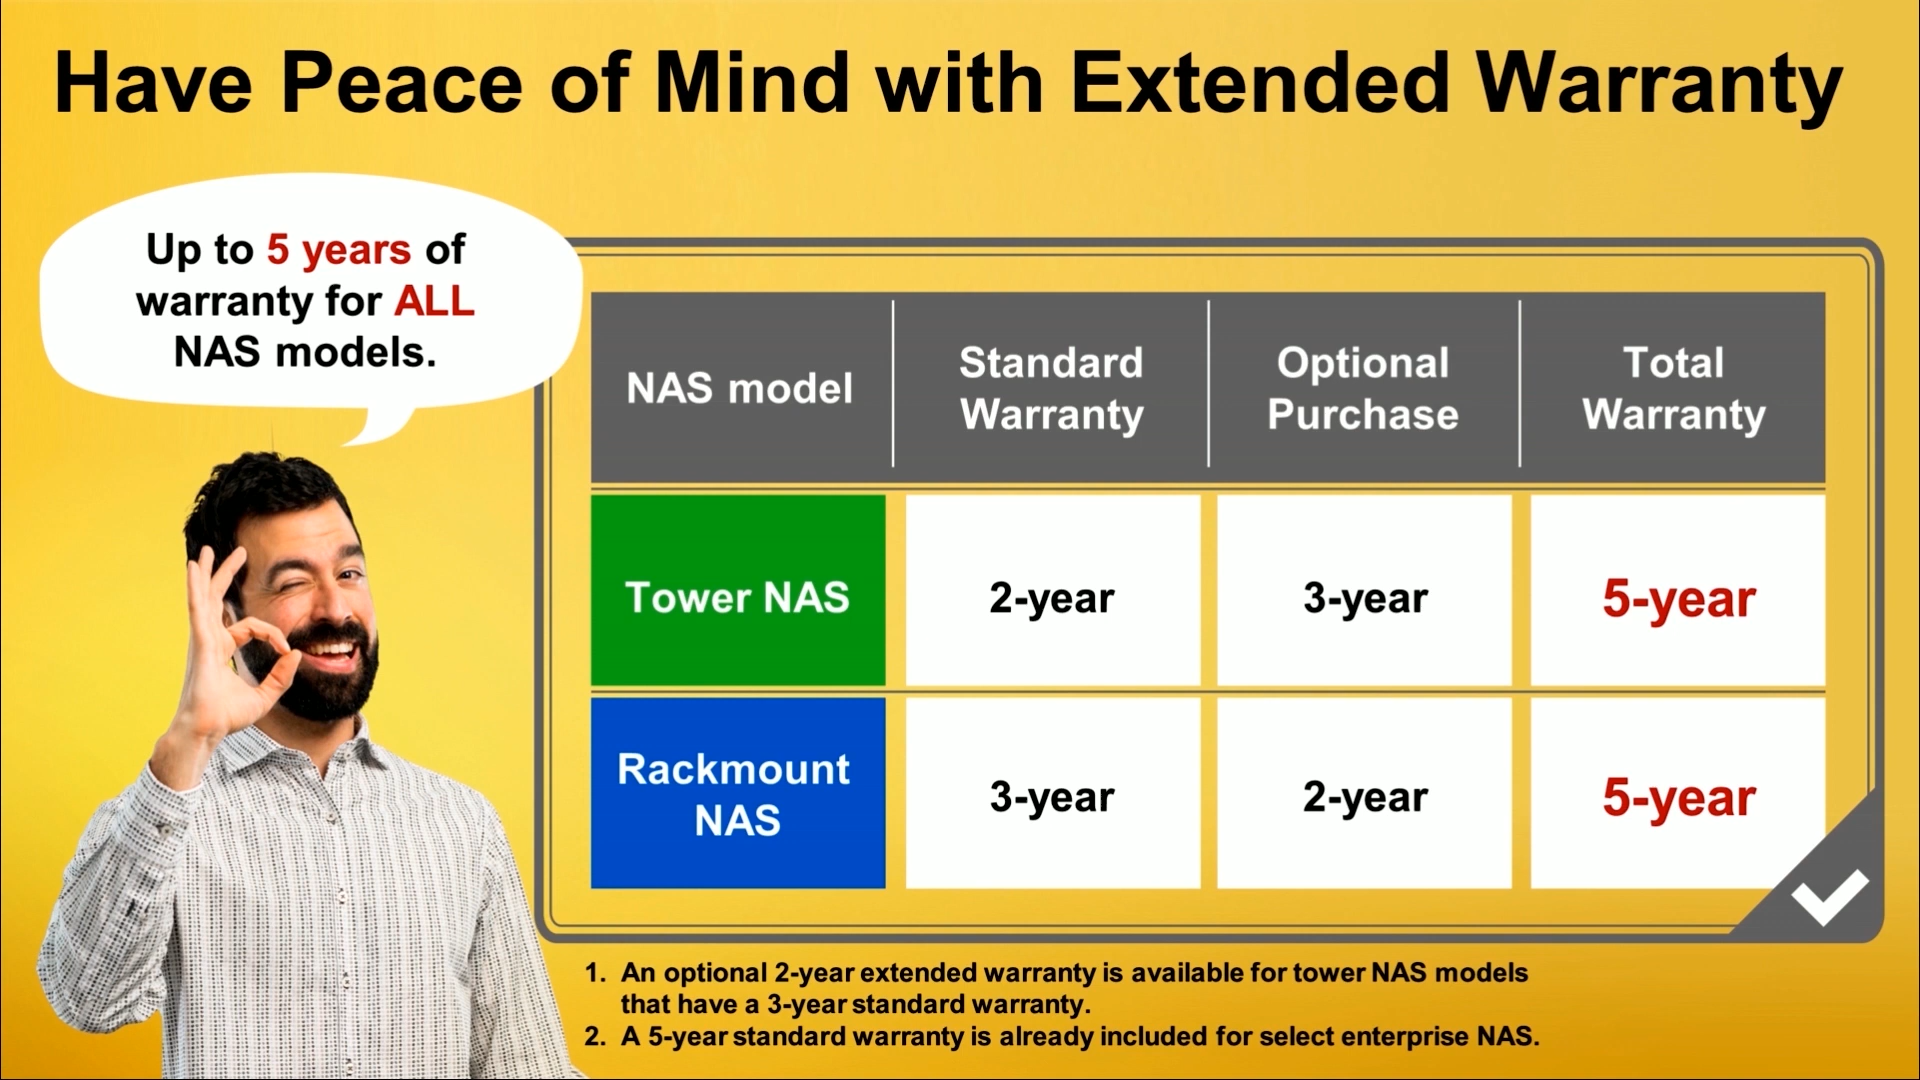 Have Peace of Mind with Extended Warranty
Up to 5 years of
warranty for ALL
NAS models.
NAS model
Standard
Warranty
Optional
Purchase
Total
Warranty
Tower NAS
2-year
3-year
5-year
Rackmount
NAS
3-year
2-year
5-year
1. An optional 2-year extended warranty is available for tower NAS models
that have a 3-year standard warranty.
2. A 5-year standard warranty is already included for select enterprise NAS.